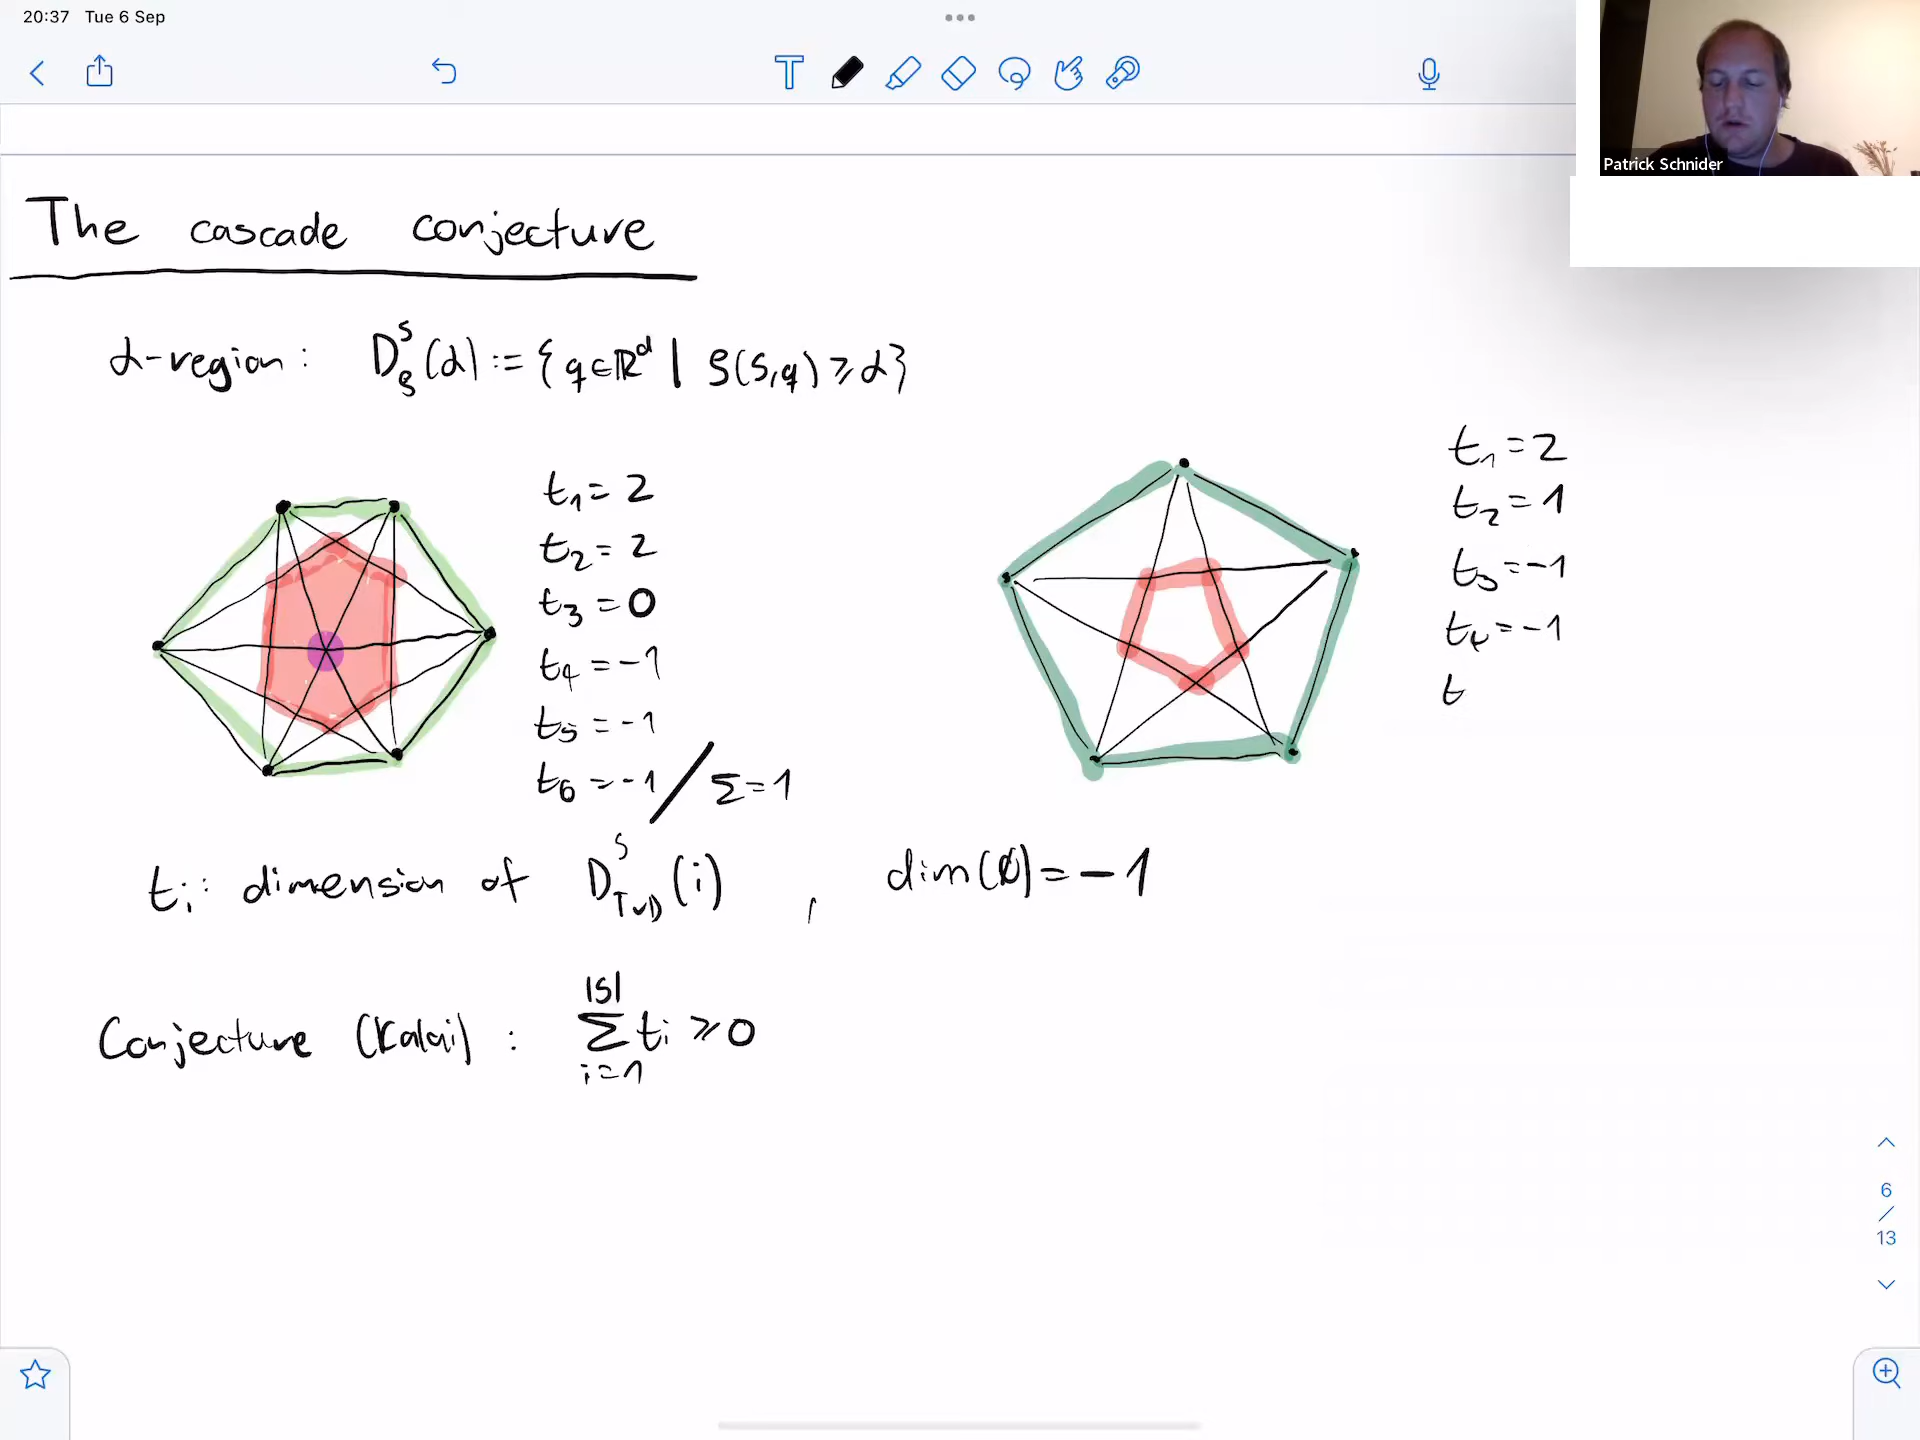 20:37 Tue 6 Sep
Patrick Schnider
The cascade conjecture
α-region: D_ϱ^S(α) := {q∈ℝ^d | ϱ(S,q) ⩾ α}
t₁ = 2
t₂ = 2
t₃ = 0
t₄ = -1
t₅ = -1
t₆ = -1 / Σ = 1
t₁ = 2
t₂ = 1
t₃ = -1
t₄ = -1
t
tᵢ: dimension of D_TvD^S(i) , dim(∅) = -1
Conjecture (Kalai) : Σ_{i=1}^{|S|} tᵢ ⩾ 0
6
/
13